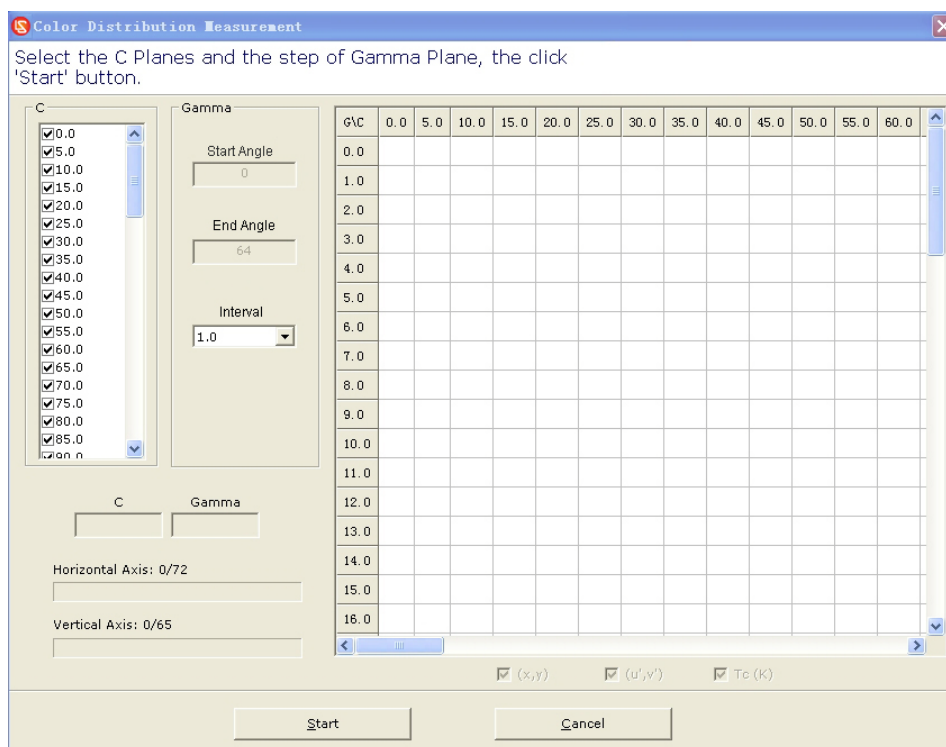 Color Distribution Measurement
Select the C Planes and the step of Gamma Plane, the click
'Start' button.
C
0.0
5.0
10.0
15.0
20.0
25.0
30.0
35.0
40.0
45.0
50.0
55.0
60.0
65.0
70.0
75.0
80.0
85.0
90.0
Gamma
Start Angle
0
End Angle
64
Interval
1.0
G\C 0.0 5.0 10.0 15.0 20.0 25.0 30.0 35.0 40.0 45.0 50.0 55.0 60.0
0.0
1.0
2.0
3.0
4.0
5.0
6.0
7.0
8.0
9.0
10.0
11.0
12.0
13.0
14.0
15.0
16.0
C Gamma
Horizontal Axis: 0/72
Vertical Axis: 0/65
(x,y) (u',v') Tc (K)
Start Cancel